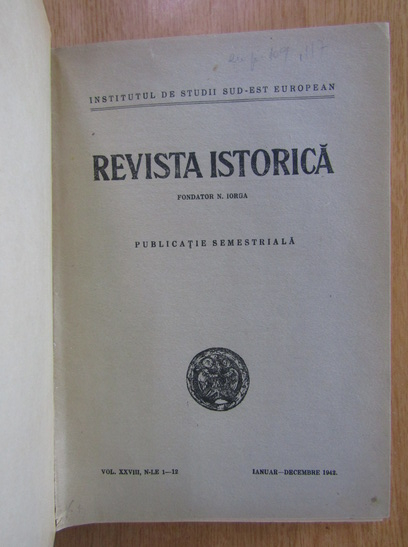 INSTITUTUL DE STUDII SUD-EST EUROPEAN
REVISTA ISTORICĂ
FONDATOR N. IORGA
PUBLICAȚIE SEMESTRIALĂ
VOL. XXVIII, N-LE 1—12 IANUAR—DECEMBRE 1942.